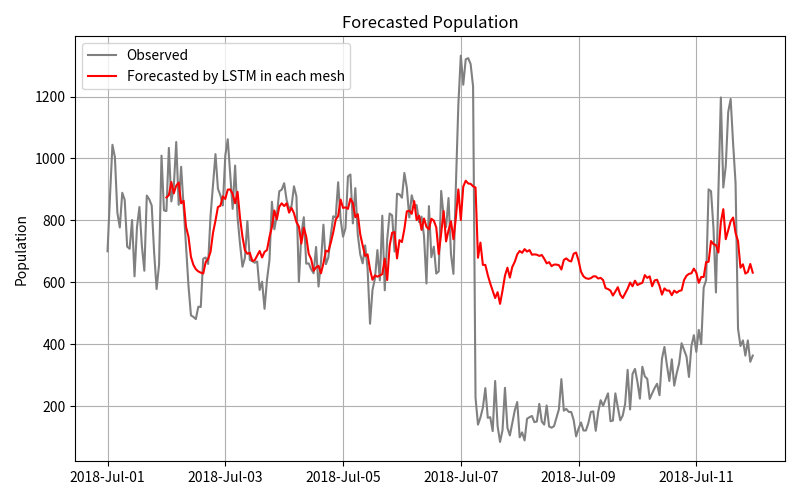 Forecasted Population
Observed
Forecasted by LSTM in each mesh
Population
1200
1000
800
600
400
200
2018-Jul-01
2018-Jul-03
2018-Jul-05
2018-Jul-07
2018-Jul-09
2018-Jul-11